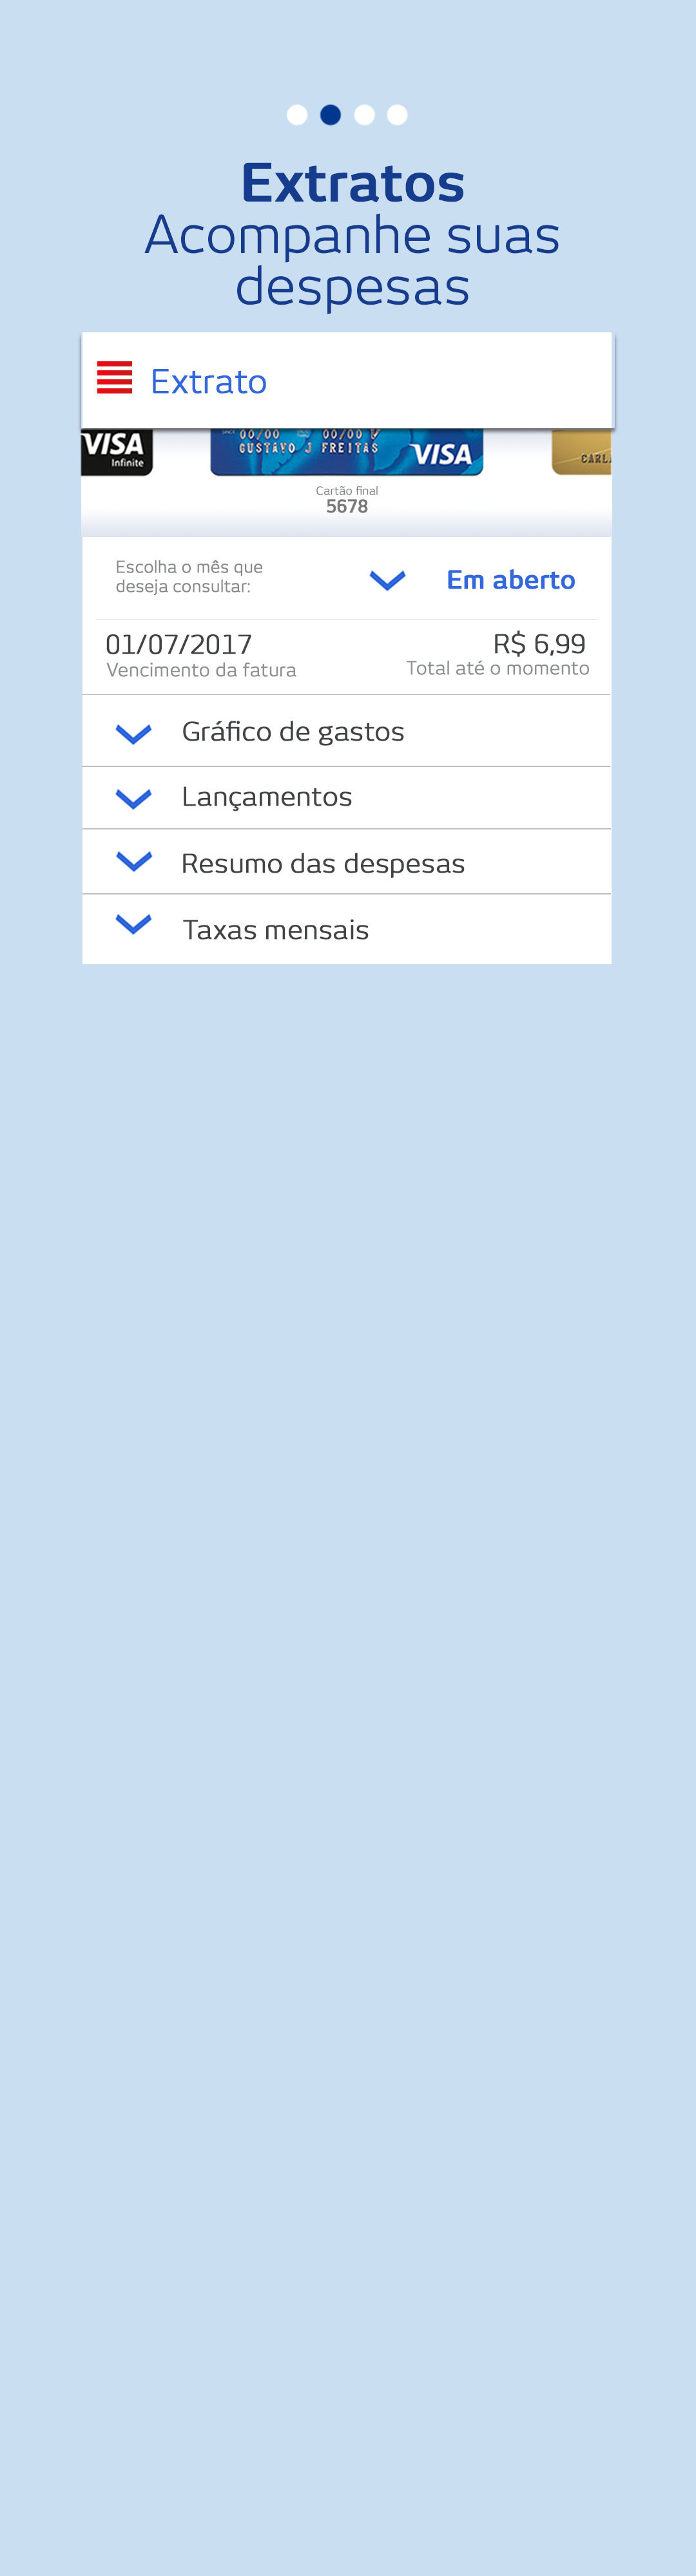 Extratos
Acompanhe suas
despesas
Extrato
VISA
Infinite
00/00 00/00 V
GUSTAVO J FREITAS
VISA
Cartão final
5678
Escolha o mês que
deseja consultar:
Em aberto
01/07/2017
Vencimento da fatura
R$ 6,99
Total até o momento
Gráfico de gastos
Lançamentos
Resumo das despesas
Taxas mensais